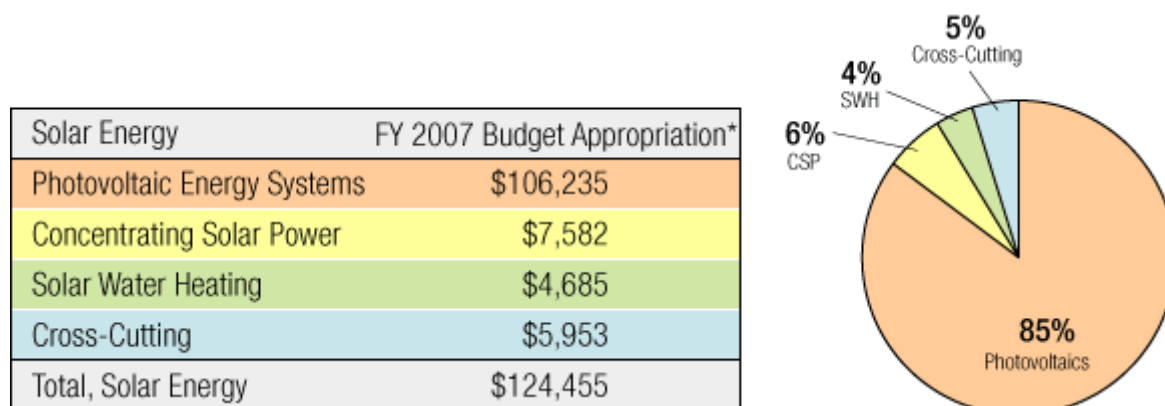 Solar Energy FY 2007 Budget Appropriation*
Photovoltaic Energy Systems $106,235
Concentrating Solar Power $7,582
Solar Water Heating $4,685
Cross-Cutting $5,953
Total, Solar Energy $124,455
5%
Cross-Cutting
4%
SWH
6%
CSP
85%
Photovoltaics